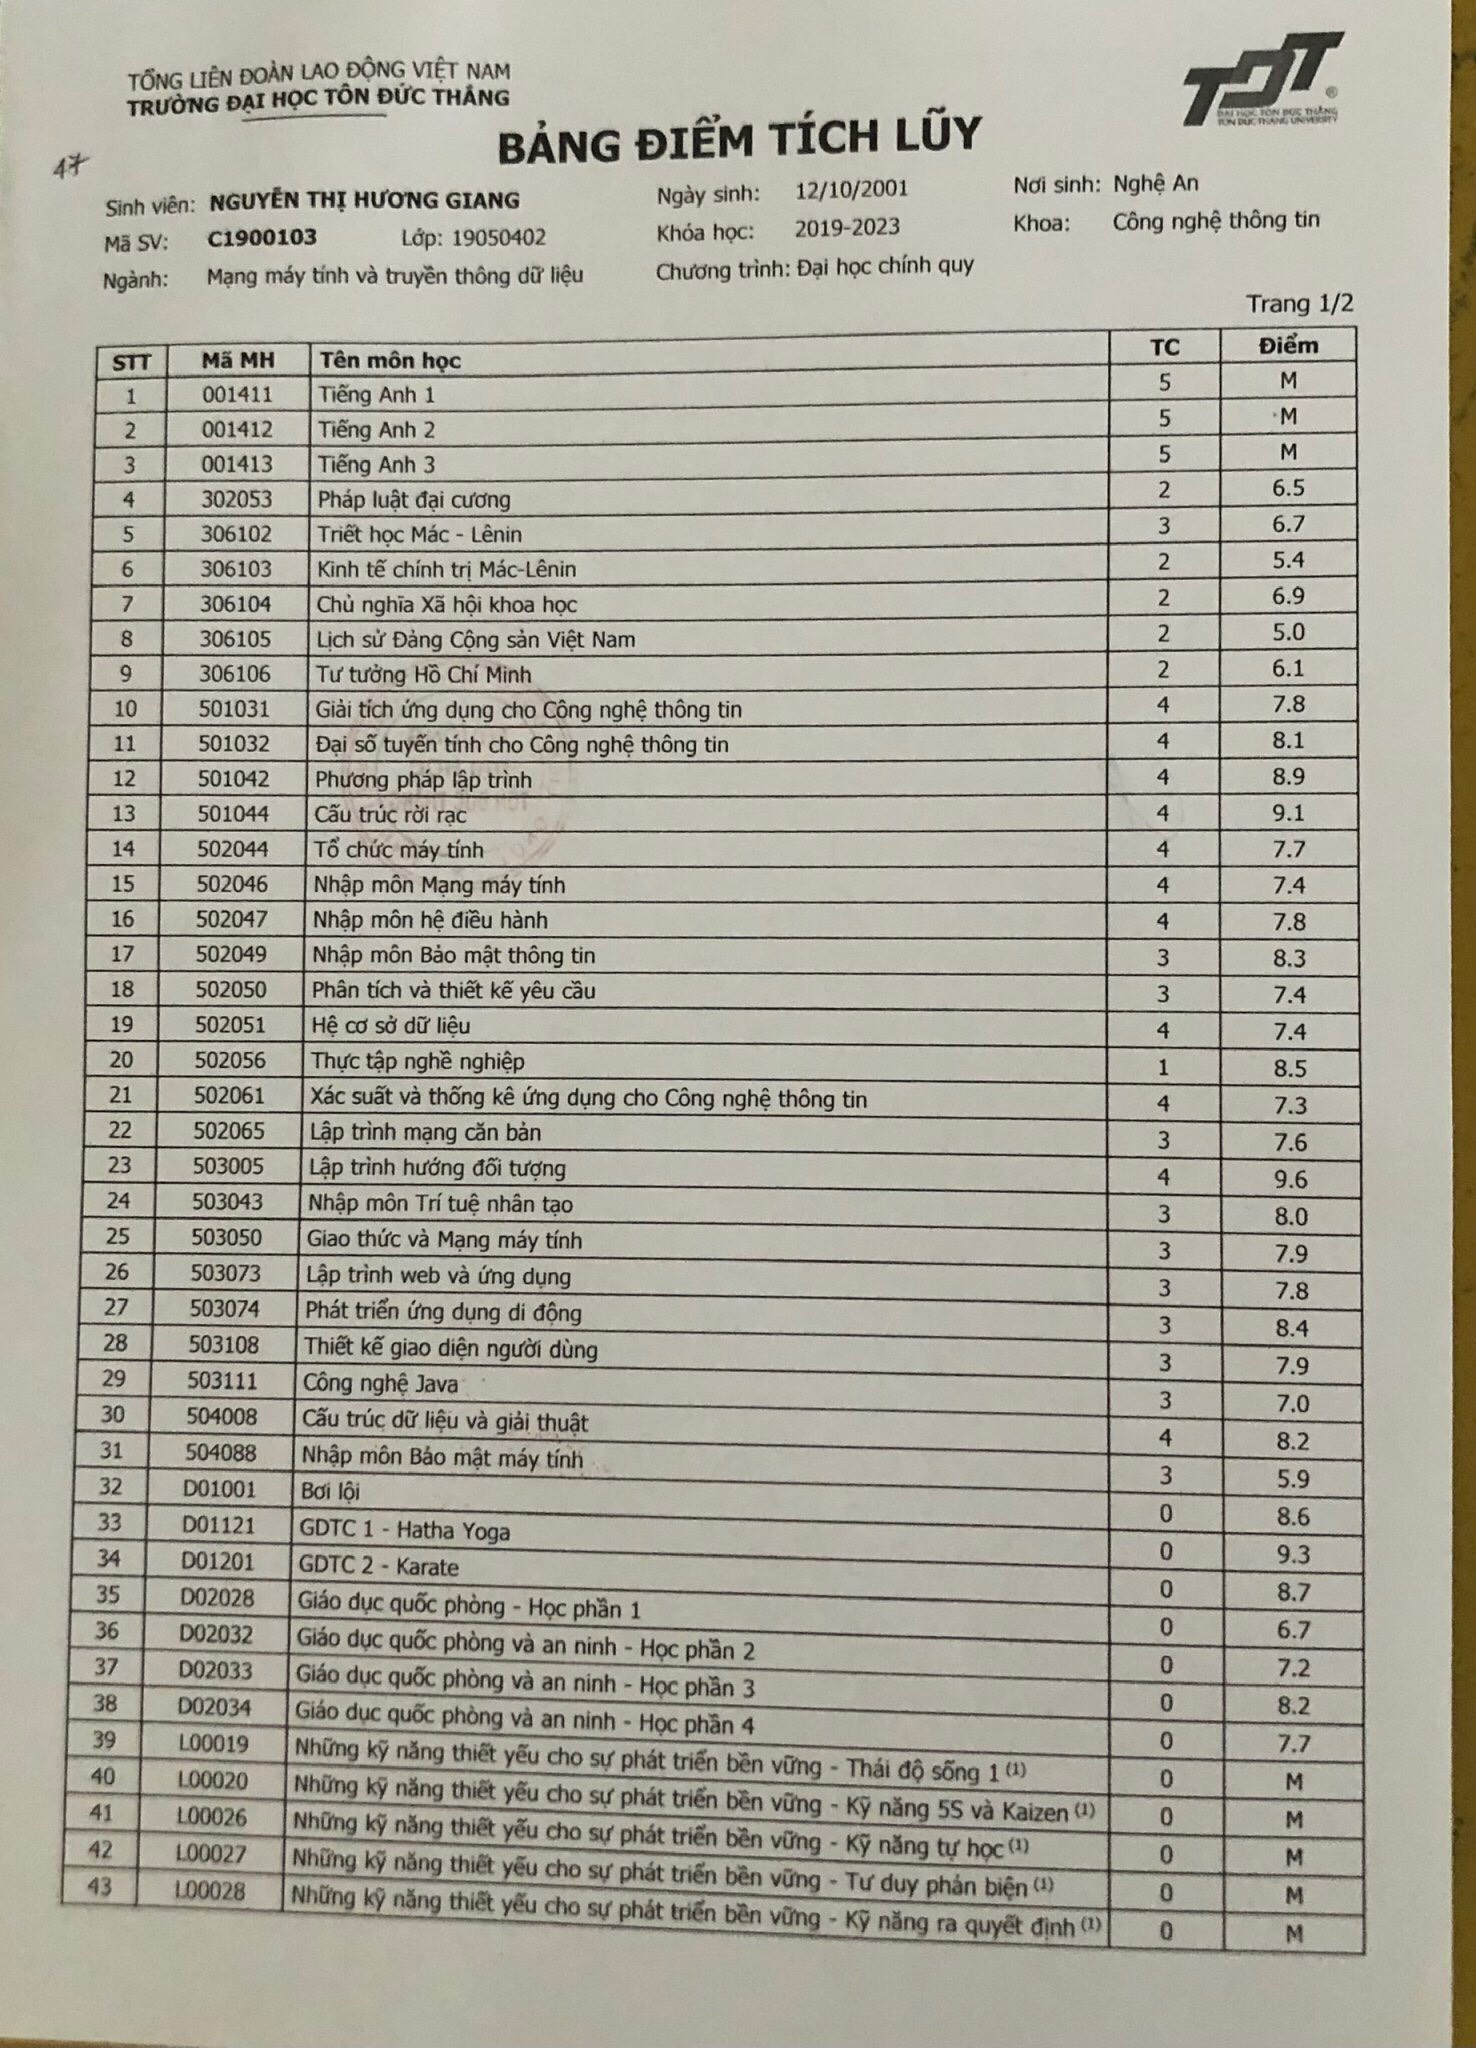 TỔNG LIÊN ĐOÀN LAO ĐỘNG VIỆT NAM
TRƯỜNG ĐẠI HỌC TÔN ĐỨC THẮNG
TDT ®
ĐẠI HỌC TÔN ĐỨC THẮNG
TON DUC THANG UNIVERSITY
BẢNG ĐIỂM TÍCH LŨY
47
Sinh viên: NGUYỄN THỊ HƯƠNG GIANG Ngày sinh: 12/10/2001 Nơi sinh: Nghệ An
Mã SV: C1900103 Lớp: 19050402 Khóa học: 2019-2023 Khoa: Công nghệ thông tin
Ngành: Mạng máy tính và truyền thông dữ liệu Chương trình: Đại học chính quy
Trang 1/2
STT Mã MH Tên môn học TC Điểm
1 001411 Tiếng Anh 1 5 M
2 001412 Tiếng Anh 2 5 M
3 001413 Tiếng Anh 3 5 M
4 302053 Pháp luật đại cương 2 6.5
5 306102 Triết học Mác - Lênin 3 6.7
6 306103 Kinh tế chính trị Mác-Lênin 2 5.4
7 306104 Chủ nghĩa Xã hội khoa học 2 6.9
8 306105 Lịch sử Đảng Cộng sản Việt Nam 2 5.0
9 306106 Tư tưởng Hồ Chí Minh 2 6.1
10 501031 Giải tích ứng dụng cho Công nghệ thông tin 4 7.8
11 501032 Đại số tuyến tính cho Công nghệ thông tin 4 8.1
12 501042 Phương pháp lập trình 4 8.9
13 501044 Cấu trúc rời rạc 4 9.1
14 502044 Tổ chức máy tính 4 7.7
15 502046 Nhập môn Mạng máy tính 4 7.4
16 502047 Nhập môn hệ điều hành 4 7.8
17 502049 Nhập môn Bảo mật thông tin 3 8.3
18 502050 Phân tích và thiết kế yêu cầu 3 7.4
19 502051 Hệ cơ sở dữ liệu 4 7.4
20 502056 Thực tập nghề nghiệp 1 8.5
21 502061 Xác suất và thống kê ứng dụng cho Công nghệ thông tin 4 7.3
22 502065 Lập trình mạng căn bản 3 7.6
23 503005 Lập trình hướng đối tượng 4 9.6
24 503043 Nhập môn Trí tuệ nhân tạo 3 8.0
25 503050 Giao thức và Mạng máy tính 3 7.9
26 503073 Lập trình web và ứng dụng 3 7.8
27 503074 Phát triển ứng dụng di động 3 8.4
28 503108 Thiết kế giao diện người dùng 3 7.9
29 503111 Công nghệ Java 3 7.0
30 504008 Cấu trúc dữ liệu và giải thuật 4 8.2
31 504088 Nhập môn Bảo mật máy tính 3 5.9
32 D01001 Bơi lội 0 8.6
33 D01121 GDTC 1 - Hatha Yoga 0 9.3
34 D01201 GDTC 2 - Karate 0 8.7
35 D02028 Giáo dục quốc phòng - Học phần 1 0 6.7
36 D02032 Giáo dục quốc phòng và an ninh - Học phần 2 0 7.2
37 D02033 Giáo dục quốc phòng và an ninh - Học phần 3 0 8.2
38 D02034 Giáo dục quốc phòng và an ninh - Học phần 4 0 7.7
39 L00019 Những kỹ năng thiết yếu cho sự phát triển bền vững - Thái độ sống 1 (1) 0 M
40 L00020 Những kỹ năng thiết yếu cho sự phát triển bền vững - Kỹ năng 5S và Kaizen (1) 0 M
41 L00026 Những kỹ năng thiết yếu cho sự phát triển bền vững - Kỹ năng tự học (1) 0 M
42 L00027 Những kỹ năng thiết yếu cho sự phát triển bền vững - Tư duy phản biện (1) 0 M
43 L00028 Những kỹ năng thiết yếu cho sự phát triển bền vững - Kỹ năng ra quyết định (1) 0 M